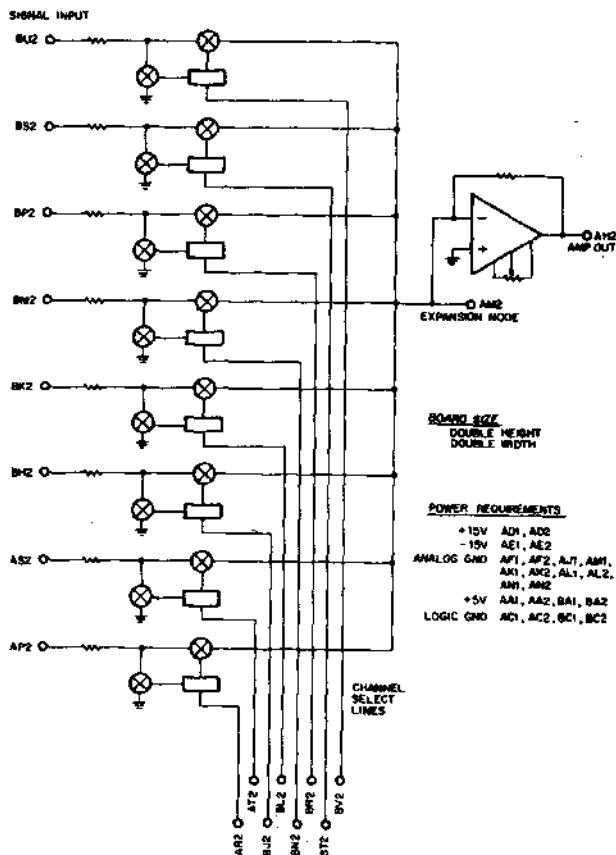 SIGNAL INPUT
BU2
BS2
BP2
BM2
BK2
BH2
AS2
AP2
-
+
AH2
AMP OUT
AM2
EXPANSION NODE
BOARD SIZE
DOUBLE HEIGHT
DOUBLE WIDTH
POWER REQUIREMENTS
+15V AD1, AD2
-15V AE1, AE2
ANALOG GND AF1, AF2, AJ1, AM1,
AK1, AK2, AL1, AL2,
AN1, AN2
+5V AA1, AA2, BA1, BA2
LOGIC GND AC1, AC2, BC1, BC2
CHANNEL
SELECT
LINES
AT2
BL2
BR2
BV2
AR2
BJ2
BN2
BT2